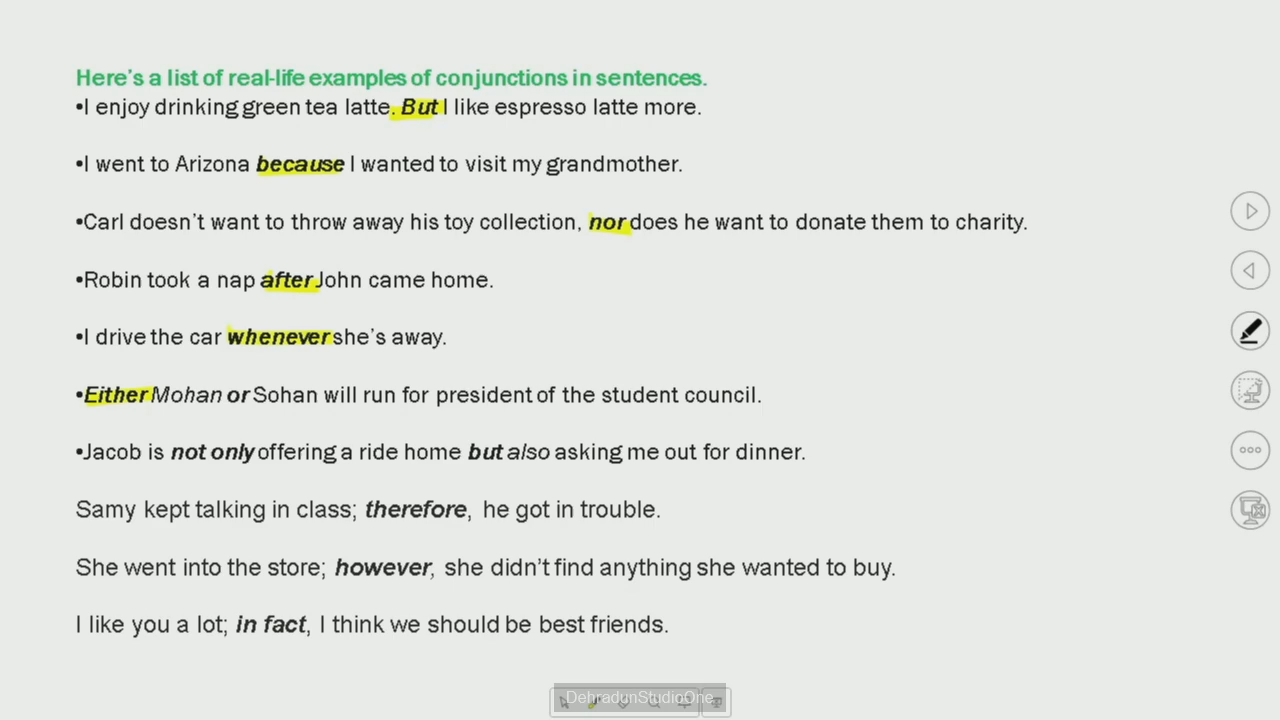 Here's a list of real-life examples of conjunctions in sentences.
•I enjoy drinking green tea latte. But I like espresso latte more.
•I went to Arizona because I wanted to visit my grandmother.
•Carl doesn't want to throw away his toy collection, nor does he want to donate them to charity.
•Robin took a nap after John came home.
•I drive the car whenever she's away.
•Either Mohan or Sohan will run for president of the student council.
•Jacob is not only offering a ride home but also asking me out for dinner.
Samy kept talking in class; therefore, he got in trouble.
She went into the store; however, she didn't find anything she wanted to buy.
I like you a lot; in fact, I think we should be best friends.
DehradunStudioOne